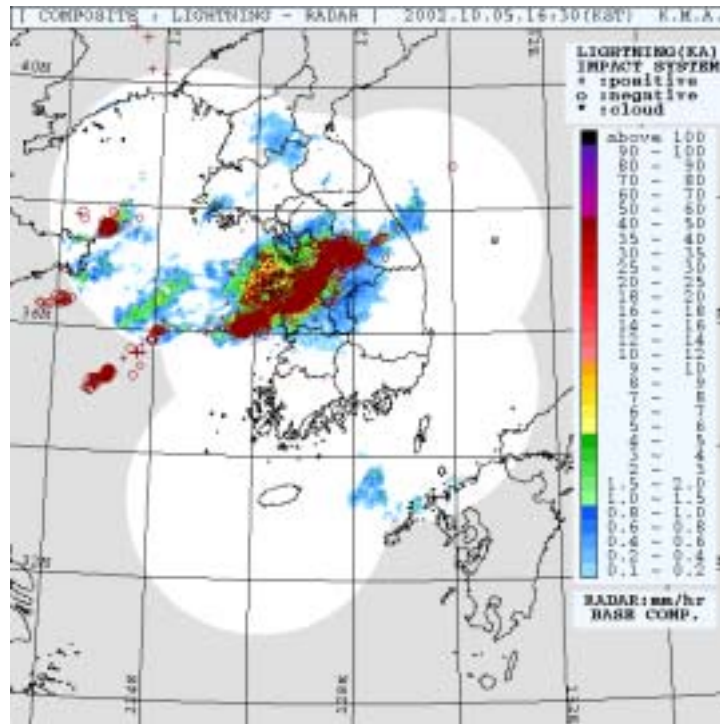 [ COMPOSITE : LIGHTNING - RADAR ] 2002.10.05.16:30(KST) K.M.A.
LIGHTNING(KA)
IMPACT SYSTEM
+ :positive
o :negative
* :cloud
above 100
90 ~ 100
80 ~ 90
70 ~ 80
60 ~ 70
50 ~ 60
40 ~ 50
35 ~ 40
30 ~ 35
25 ~ 30
20 ~ 25
18 ~ 20
16 ~ 18
14 ~ 16
12 ~ 14
10 ~ 12
9 ~ 10
8 ~ 9
7 ~ 8
6 ~ 7
5 ~ 6
4 ~ 5
3 ~ 4
2 ~ 3
1.5 ~ 2.0
1.0 ~ 1.5
0.8 ~ 1.0
0.6 ~ 0.8
0.4 ~ 0.6
0.2 ~ 0.4
0.1 ~ 0.2
RADAR:mm/hr
BASE COMP.
40N
36N
32N
124E
128E
132E